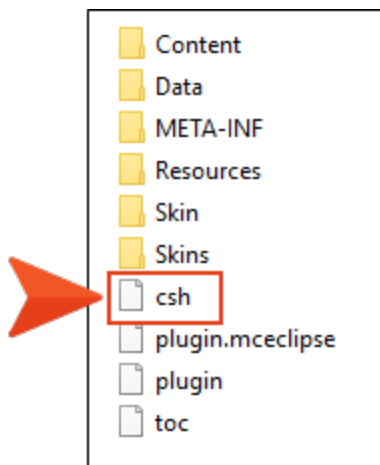 Content
Data
META-INF
Resources
Skin
Skins
csh
plugin.mceclipse
plugin
toc